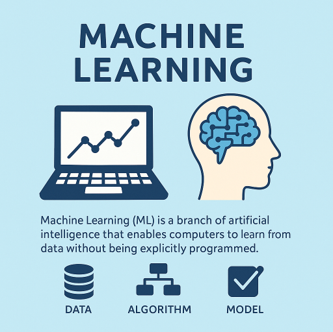 MACHINE
LEARNING
Machine Learning (ML) is a branch of artificial
intelligence that enables computers to learn from
data without being explicitly programmed.
DATA
ALGORITHM
MODEL